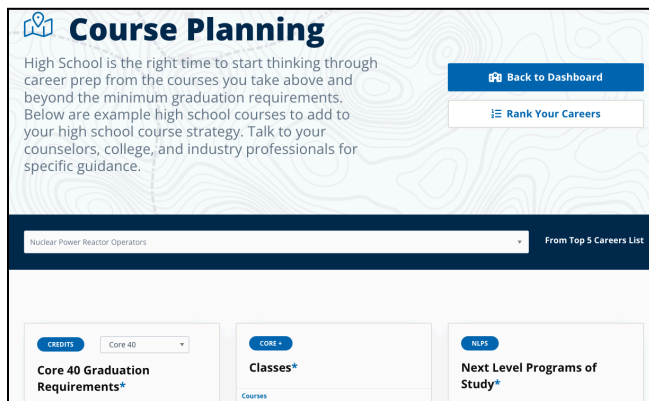 Course Planning
High School is the right time to start thinking through
career prep from the courses you take above and
beyond the minimum graduation requirements.
Below are example high school courses to add to
your high school course strategy. Talk to your
counselors, college, and industry professionals for
specific guidance.
Back to Dashboard
Rank Your Careers
Nuclear Power Reactor Operators
From Top 5 Careers List
CREDITS
Core 40
Core 40 Graduation
Requirements*
CORE +
Classes*
Courses
NLPS
Next Level Programs of
Study*